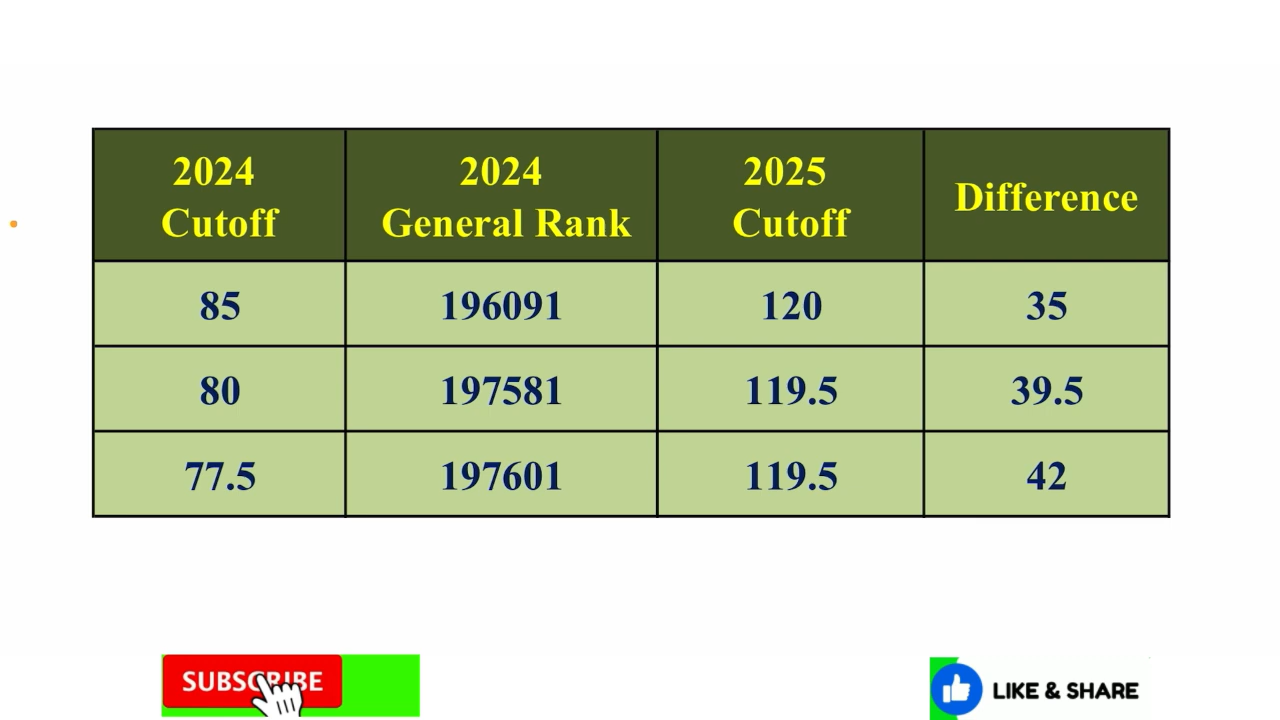 2024 Cutoff 2024 General Rank 2025 Cutoff Difference
85 196091 120 35
80 197581 119.5 39.5
77.5 197601 119.5 42
SUBSCRIBE
LIKE & SHARE